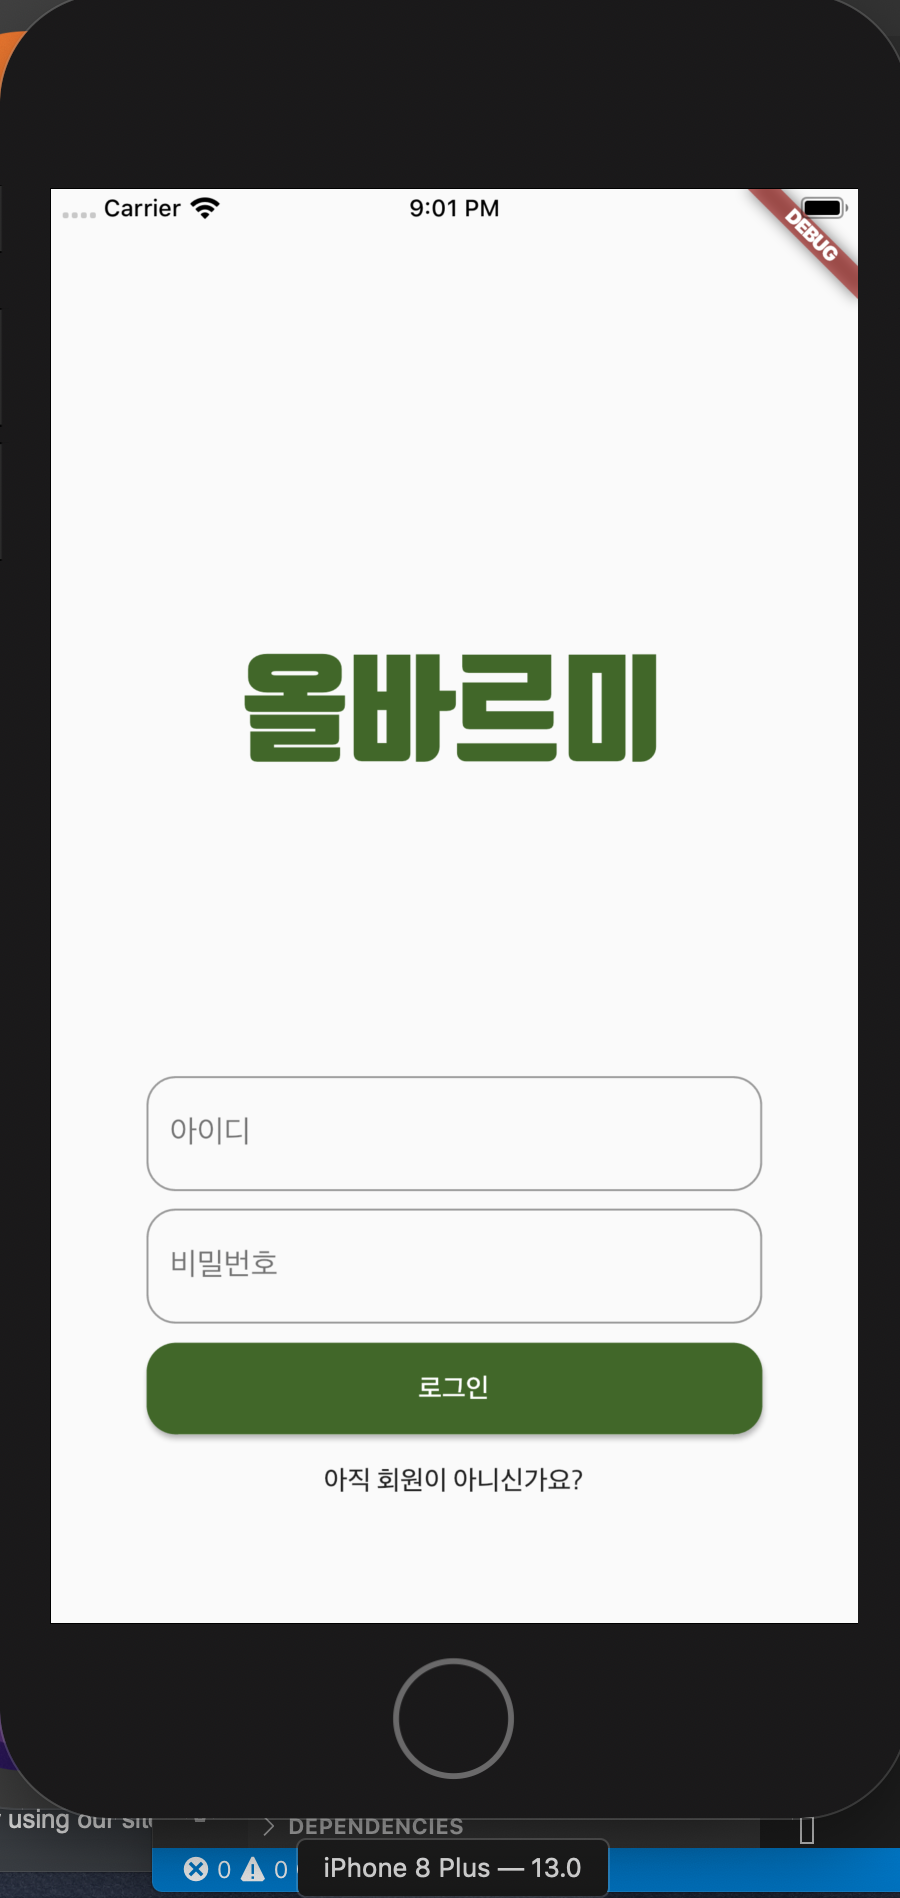 Carrier 9:01 PM
DEBUG
올바르미
아이디
비밀번호
로그인
아직 회원이 아니신가요?
using our site
DEPENDENCIES
0 0
iPhone 8 Plus — 13.0